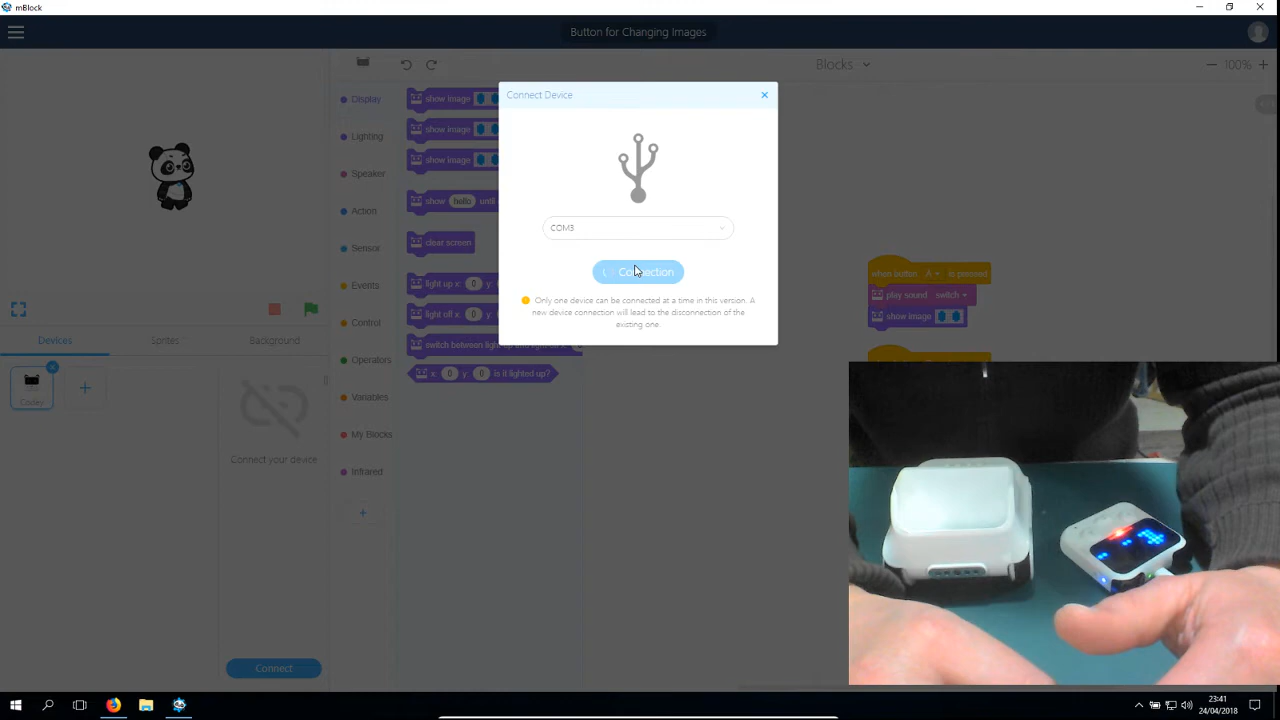 mBlock
Button for Changing Images
Blocks
100%
Connect Device
Display
show image
Lighting
show image
Speaker
show image
Action
show hello
COM3
Sensor
clear screen
Connection
Events
light up x: 0 y:
when button A is pressed
play sound switch
Only one device can be connected at a time in this version. A
new device connection will lead to the disconnection of the
existing one.
Control
light off x: 0
show image
Devices
Sprites
Background
Operators
switch between
x: 0 y: 0 is it lighted up?
Codey
Variables
My Blocks
Connect your device
Infrared
Connect
23:41
24/04/2018